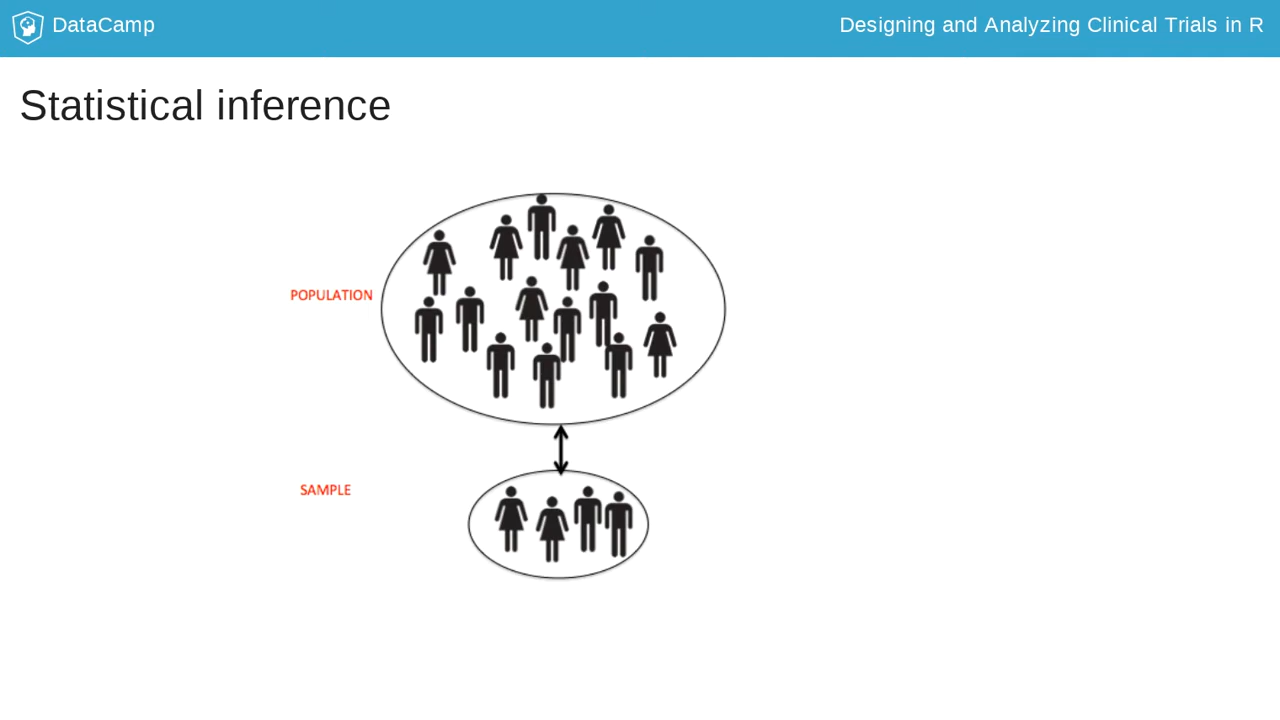 DataCamp
Designing and Analyzing Clinical Trials in R
Statistical inference
POPULATION
SAMPLE